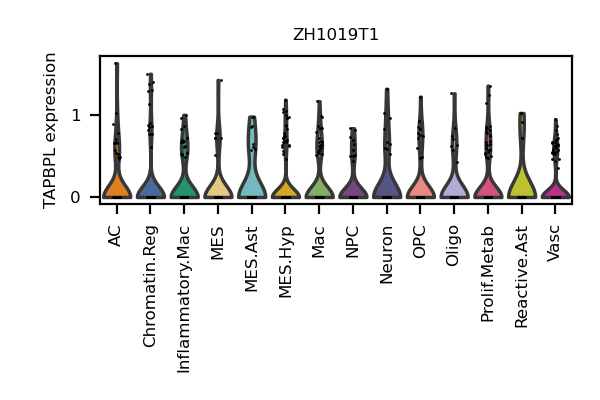 ZH1019T1
TAPBPL expression
1
0
AC
Chromatin.Reg
Inflammatory.Mac
MES
MES.Ast
MES.Hyp
Mac
NPC
Neuron
OPC
Oligo
Prolif.Metab
Reactive.Ast
Vasc